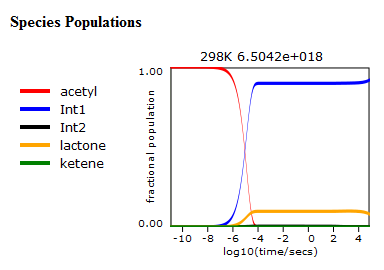 Species Populations
298K 6.5042e+018
acetyl
Int1
Int2
lactone
ketene
fractional population
1.00
0.00
-10 -8 -6 -4 -2 0 2 4
log10(time/secs)